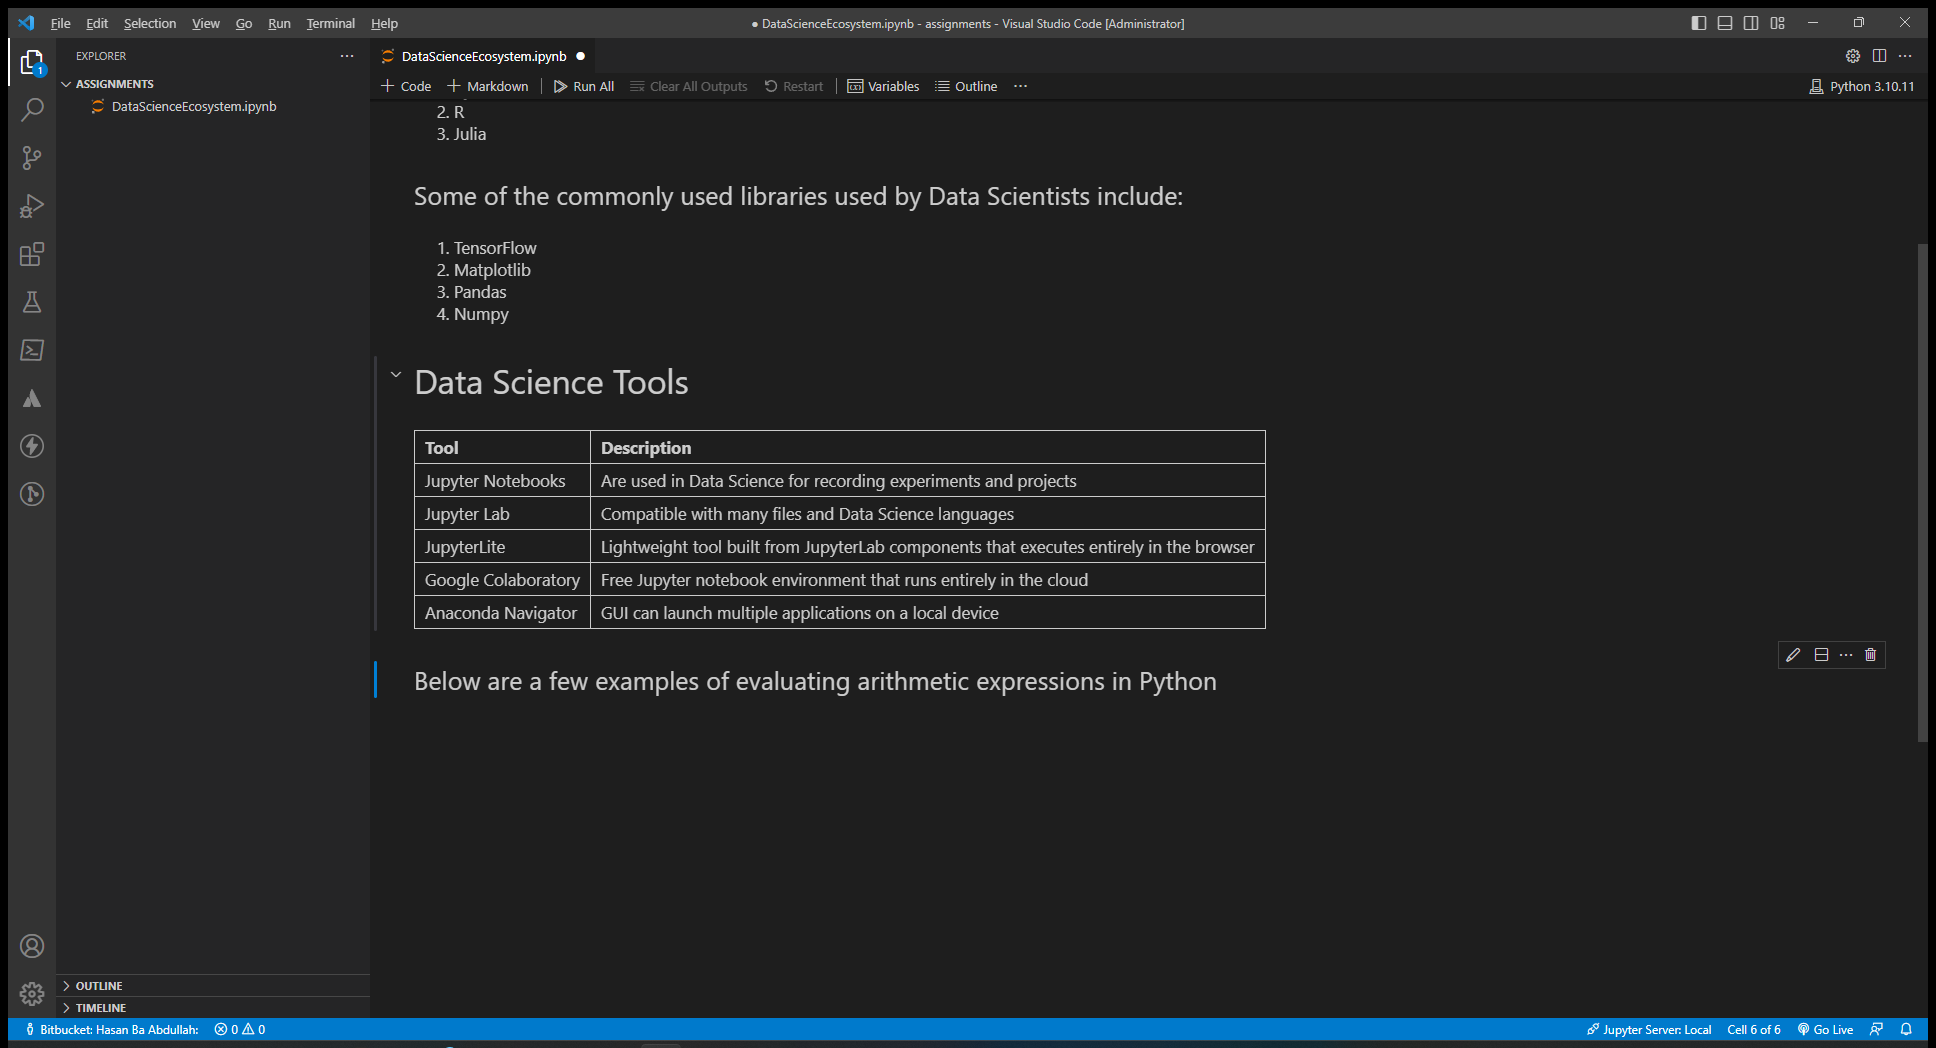 File Edit Selection View Go Run Terminal Help
● DataScienceEcosystem.ipynb - assignments - Visual Studio Code [Administrator]
EXPLORER
DataScienceEcosystem.ipynb
ASSIGNMENTS
DataScienceEcosystem.ipynb
1
Code Markdown Run All Clear All Outputs Restart Variables Outline
Python 3.10.11
2. R
3. Julia
Some of the commonly used libraries used by Data Scientists include:
1. TensorFlow
2. Matplotlib
3. Pandas
4. Numpy
Data Science Tools
Tool Description
Jupyter Notebooks Are used in Data Science for recording experiments and projects
Jupyter Lab Compatible with many files and Data Science languages
JupyterLite Lightweight tool built from JupyterLab components that executes entirely in the browser
Google Colaboratory Free Jupyter notebook environment that runs entirely in the cloud
Anaconda Navigator GUI can launch multiple applications on a local device
Below are a few examples of evaluating arithmetic expressions in Python
OUTLINE
TIMELINE
Bitbucket: Hasan Ba Abdullah: 0 0
Jupyter Server: Local Cell 6 of 6 Go Live